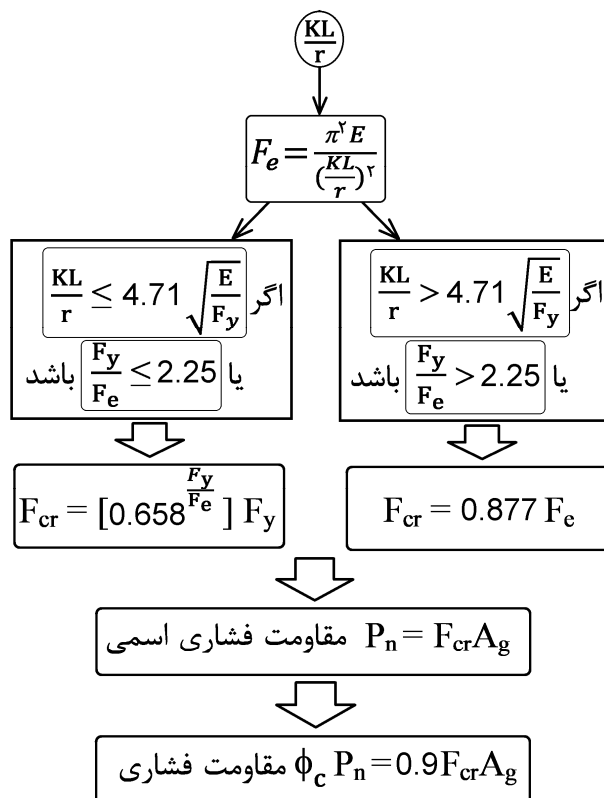 KL/r
Fₑ = π²E/(KL/r)²
اگر KL/r ≤ 4.71 √(E/Fy)
یا Fy/Fe ≤ 2.25 باشد
اگر KL/r > 4.71 √(E/Fy)
یا Fy/Fe > 2.25 باشد
Fcr = [0.658^(Fy/Fe)] Fy
Fcr = 0.877 Fe
مقاومت فشاری اسمی Pn = FcrAg
مقاومت فشاری ϕc Pn = 0.9FcrAg